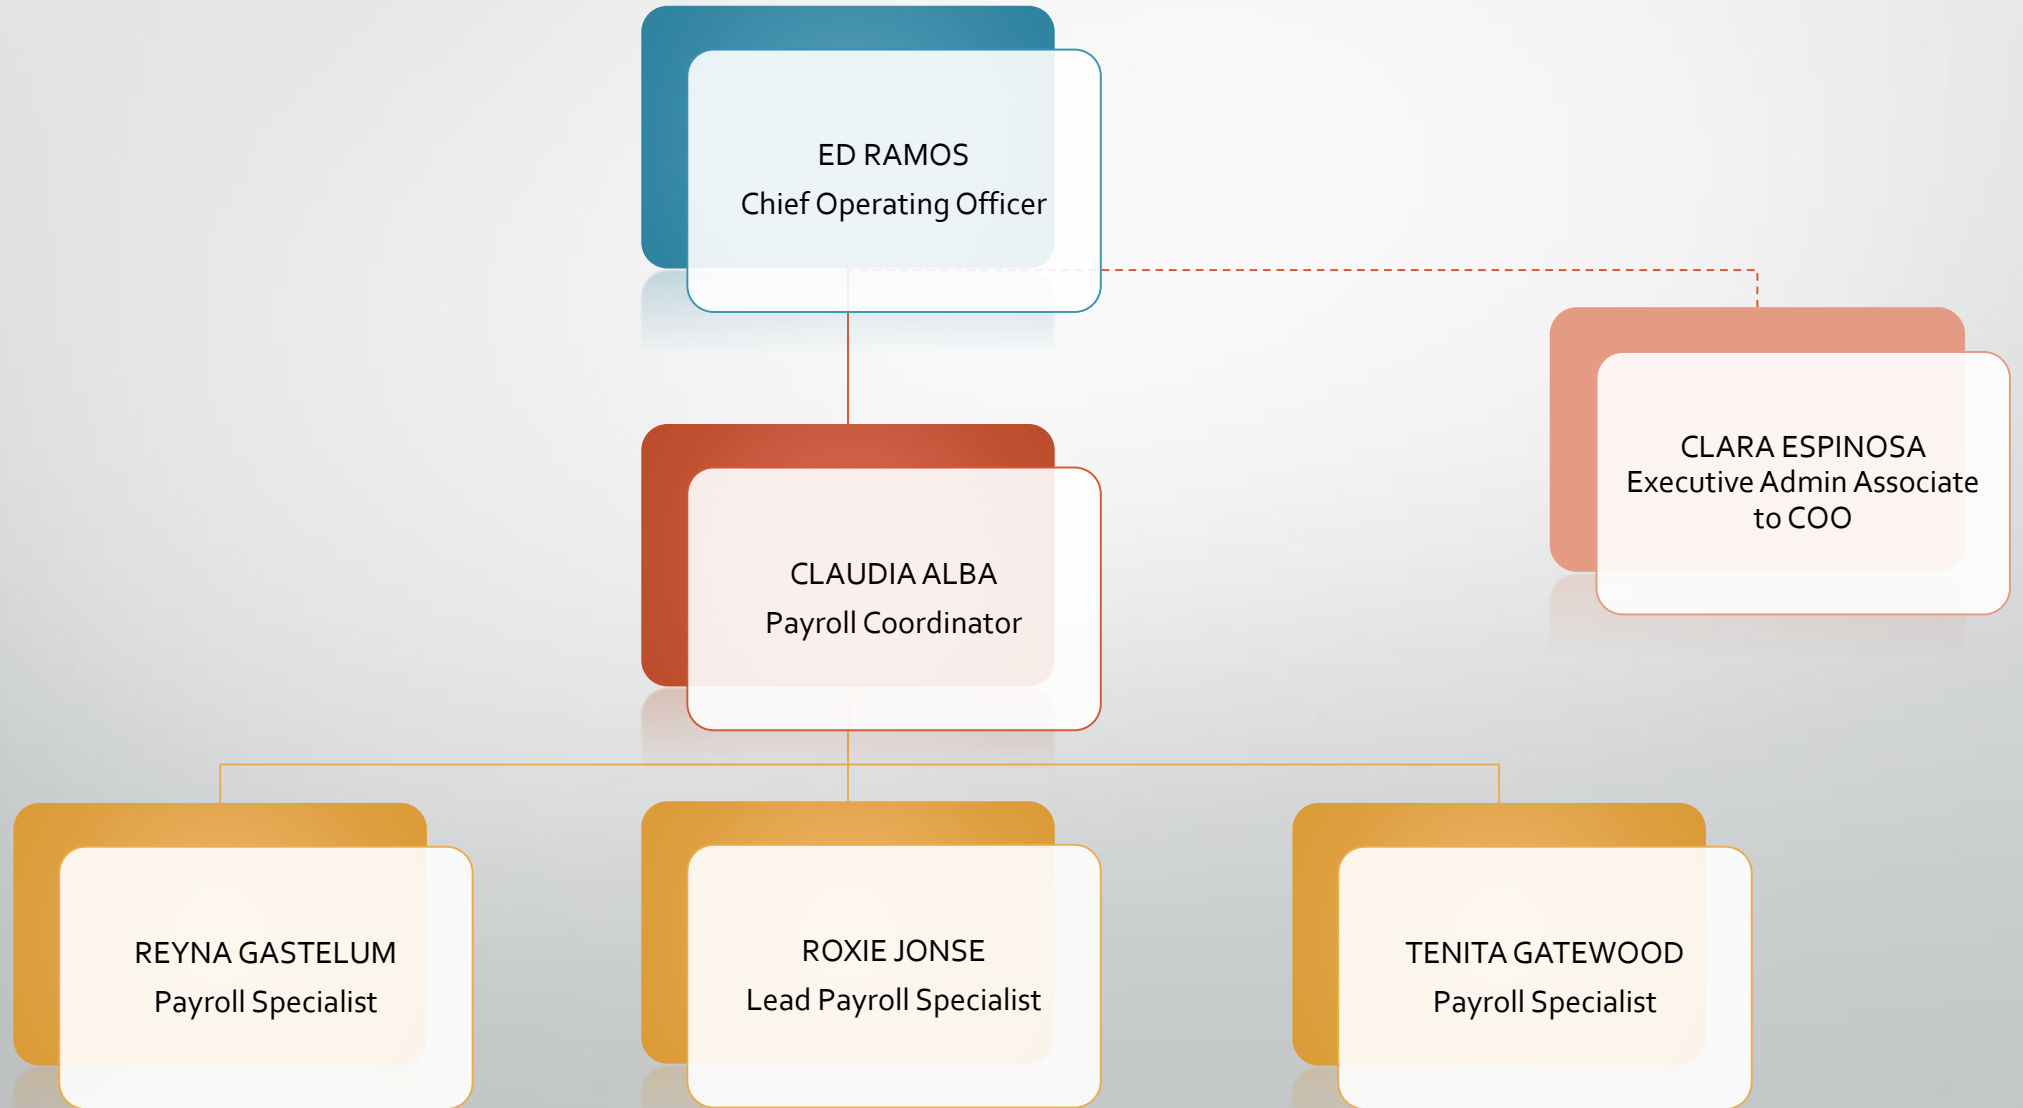 ED RAMOS
Chief Operating Officer
CLARA ESPINOSA
Executive Admin Associate
to COO
CLAUDIA ALBA
Payroll Coordinator
REYNA GASTELUM
Payroll Specialist
ROXIE JONSE
Lead Payroll Specialist
TENITA GATEWOOD
Payroll Specialist